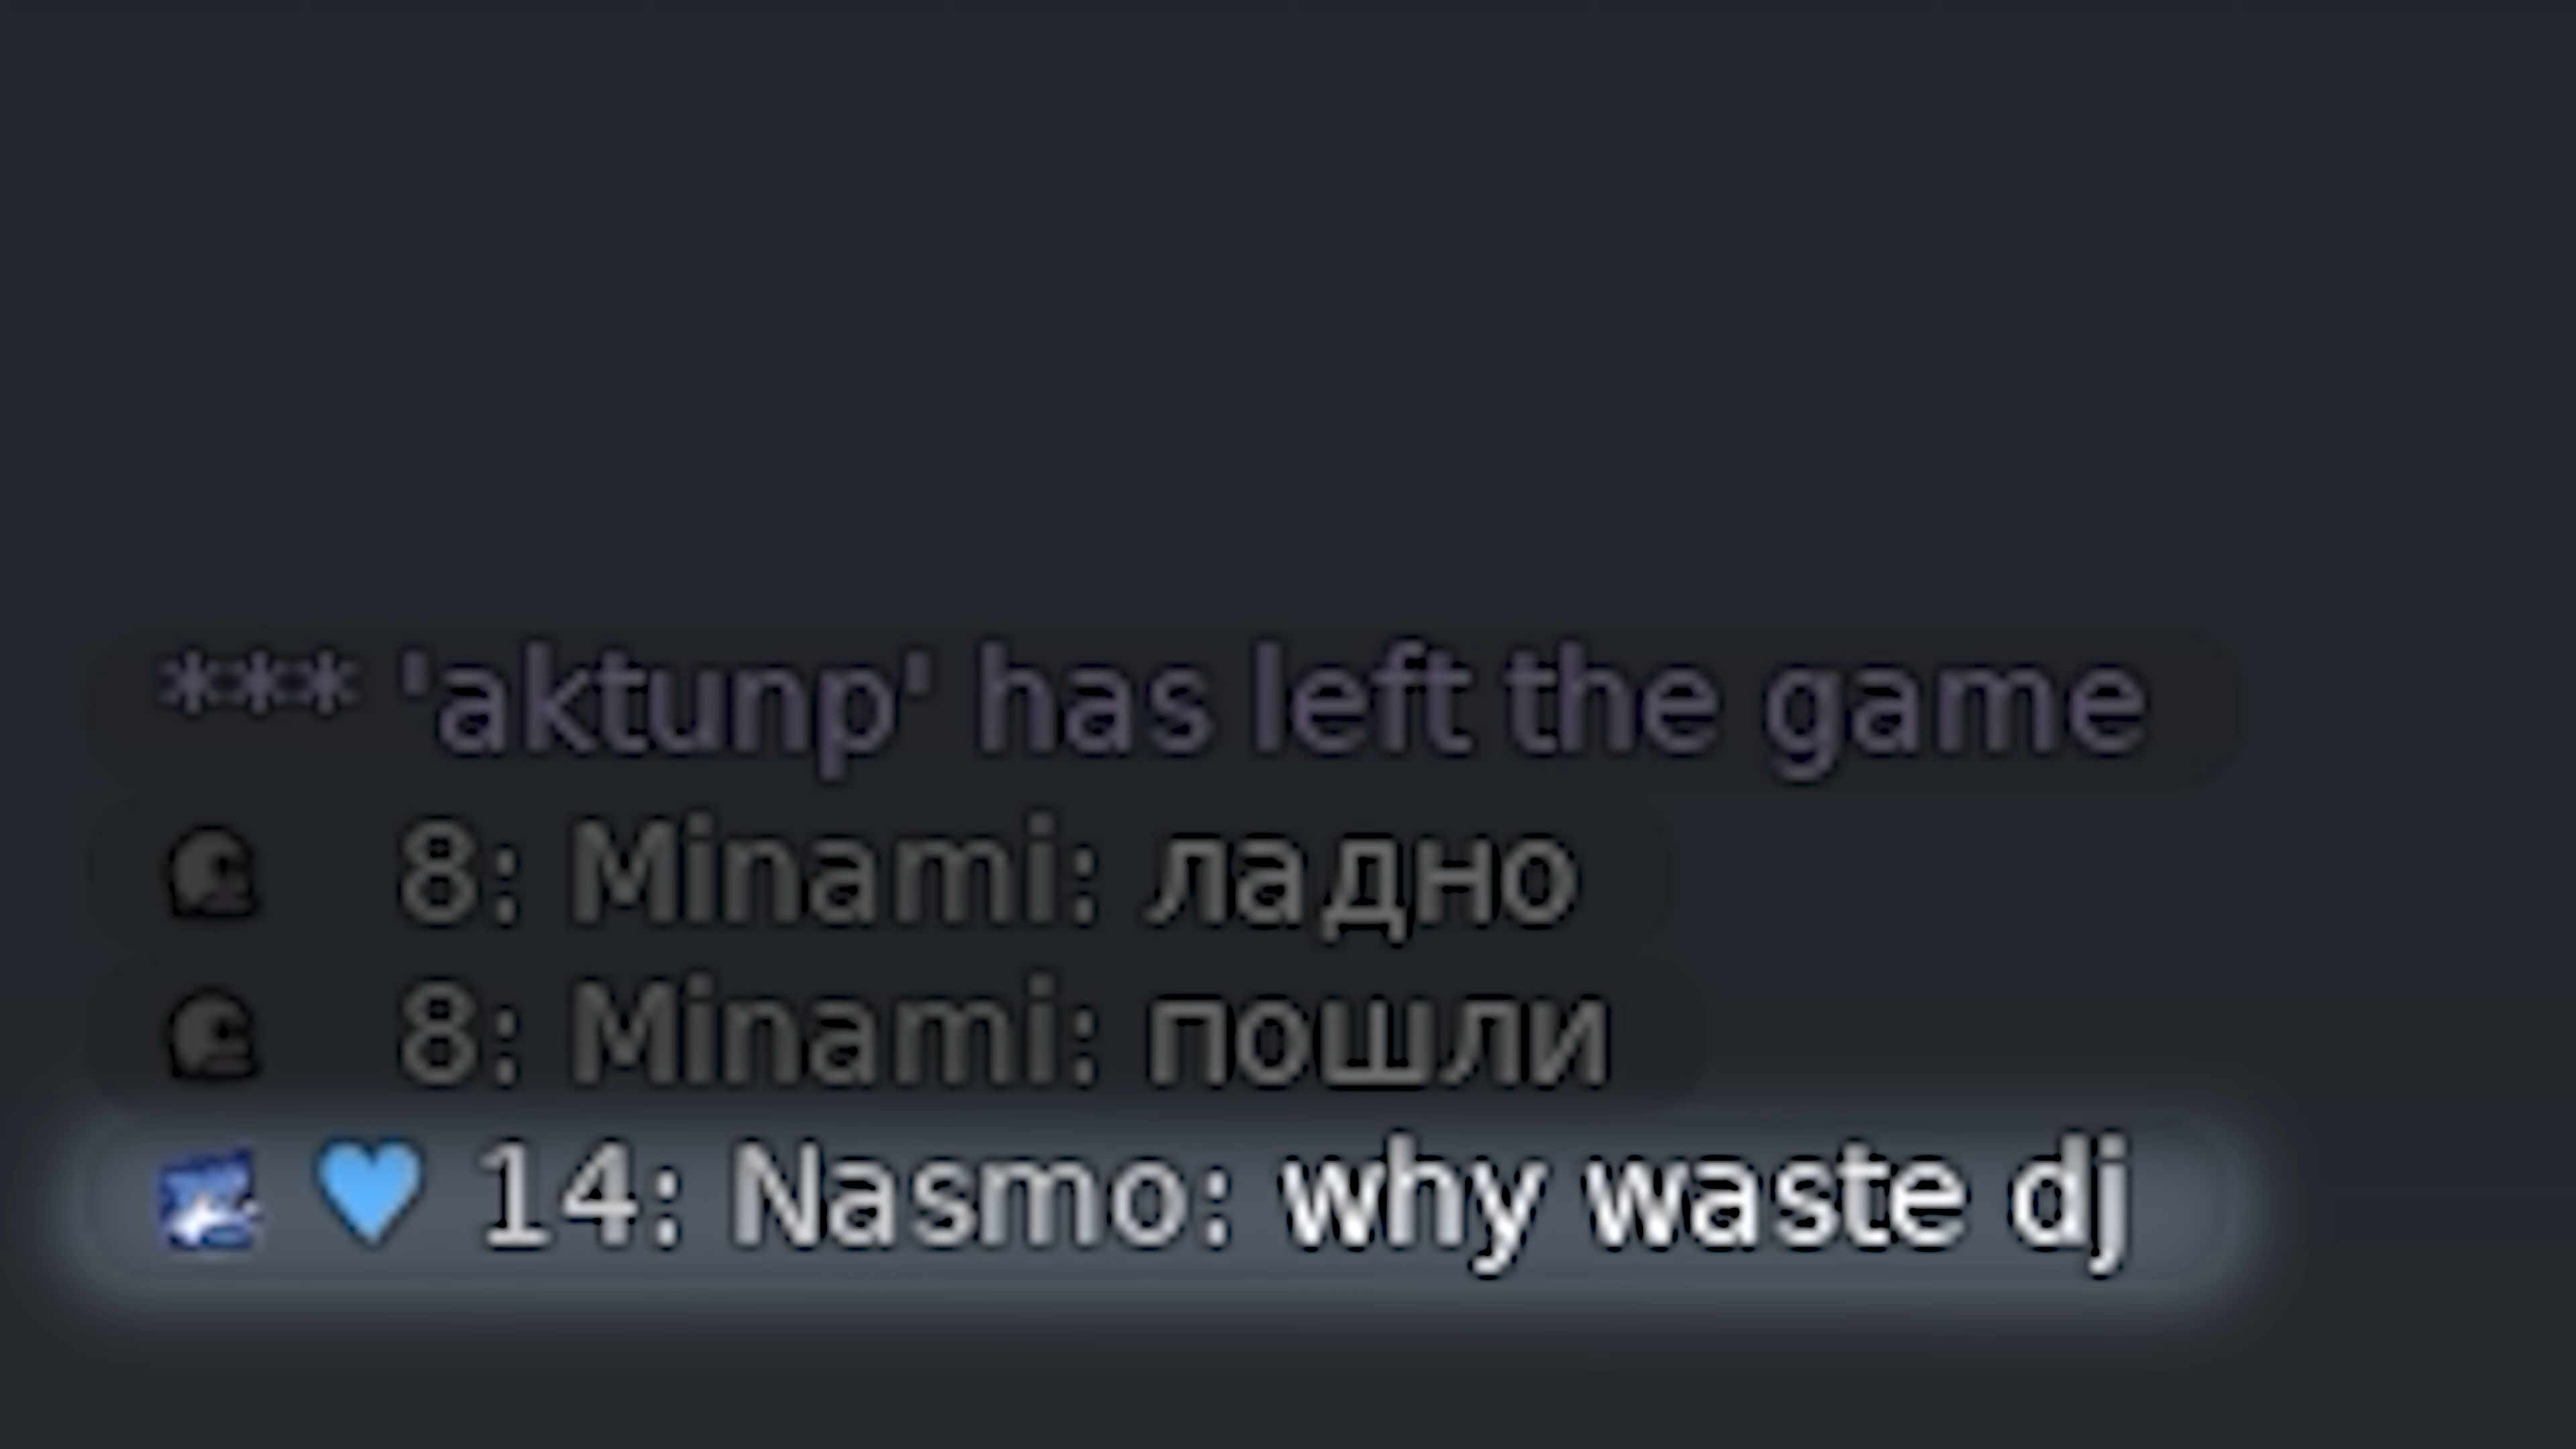 *** 'aktunp' has left the game
8: Minami: ладно
8: Minami: пошли
14: Nasmo: why waste dj